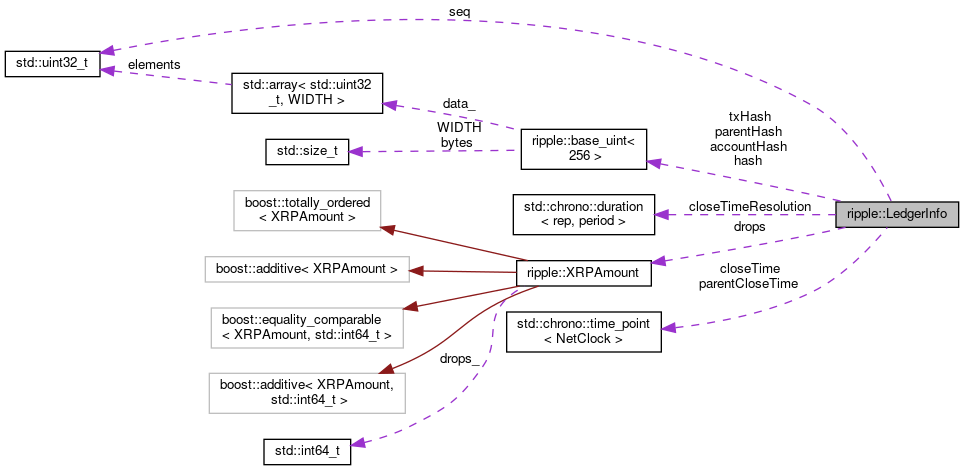 seq
std::uint32_t
elements
std::array< std::uint32
_t, WIDTH >
data_
WIDTH
bytes
std::size_t
ripple::base_uint<
256 >
txHash
parentHash
accountHash
hash
boost::totally_ordered
< XRPAmount >
std::chrono::duration
< rep, period >
closeTimeResolution
ripple::LedgerInfo
drops
boost::additive< XRPAmount >
ripple::XRPAmount
closeTime
parentCloseTime
boost::equality_comparable
< XRPAmount, std::int64_t >
std::chrono::time_point
< NetClock >
drops_
boost::additive< XRPAmount,
std::int64_t >
std::int64_t